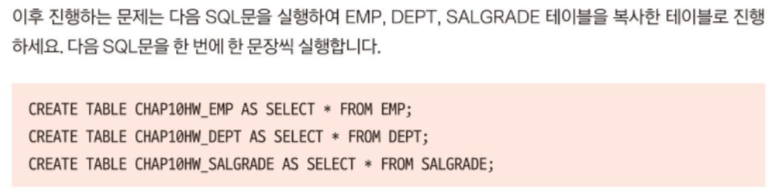 이후 진행하는 문제는 다음 SQL문을 실행하여 EMP, DEPT, SALGRADE 테이블을 복사한 테이블로 진행
하세요. 다음 SQL문을 한 번에 한 문장씩 실행합니다.
CREATE TABLE CHAP10HW_EMP AS SELECT * FROM EMP;
CREATE TABLE CHAP10HW_DEPT AS SELECT * FROM DEPT;
CREATE TABLE CHAP10HW_SALGRADE AS SELECT * FROM SALGRADE;